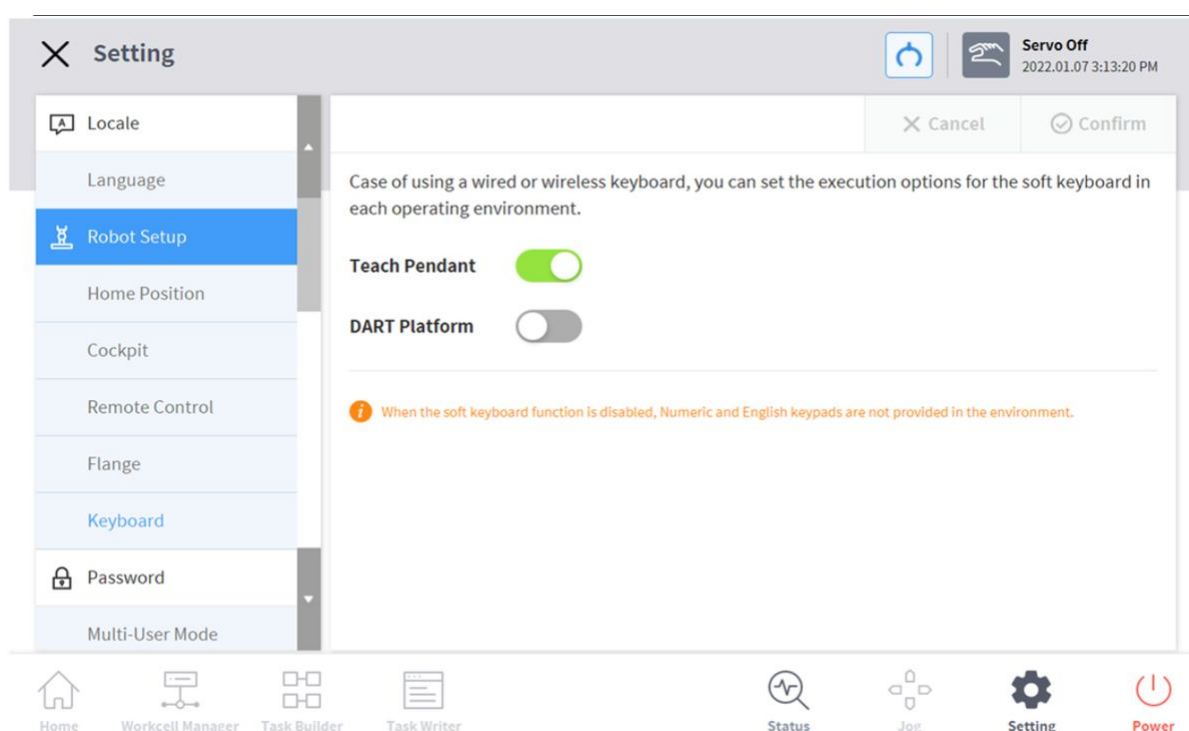 Setting
Servo Off
2022.01.07 3:13:20 PM
A Locale
Language
Robot Setup
Home Position
Cockpit
Remote Control
Flange
Keyboard
Password
Multi-User Mode
Cancel
Confirm
Case of using a wired or wireless keyboard, you can set the execution options for the soft keyboard in
each operating environment.
Teach Pendant
DART Platform
i When the soft keyboard function is disabled, Numeric and English keypads are not provided in the environment.
Home
Workcell Manager
Task Builder
Task Writer
Status
Jog
Setting
Power